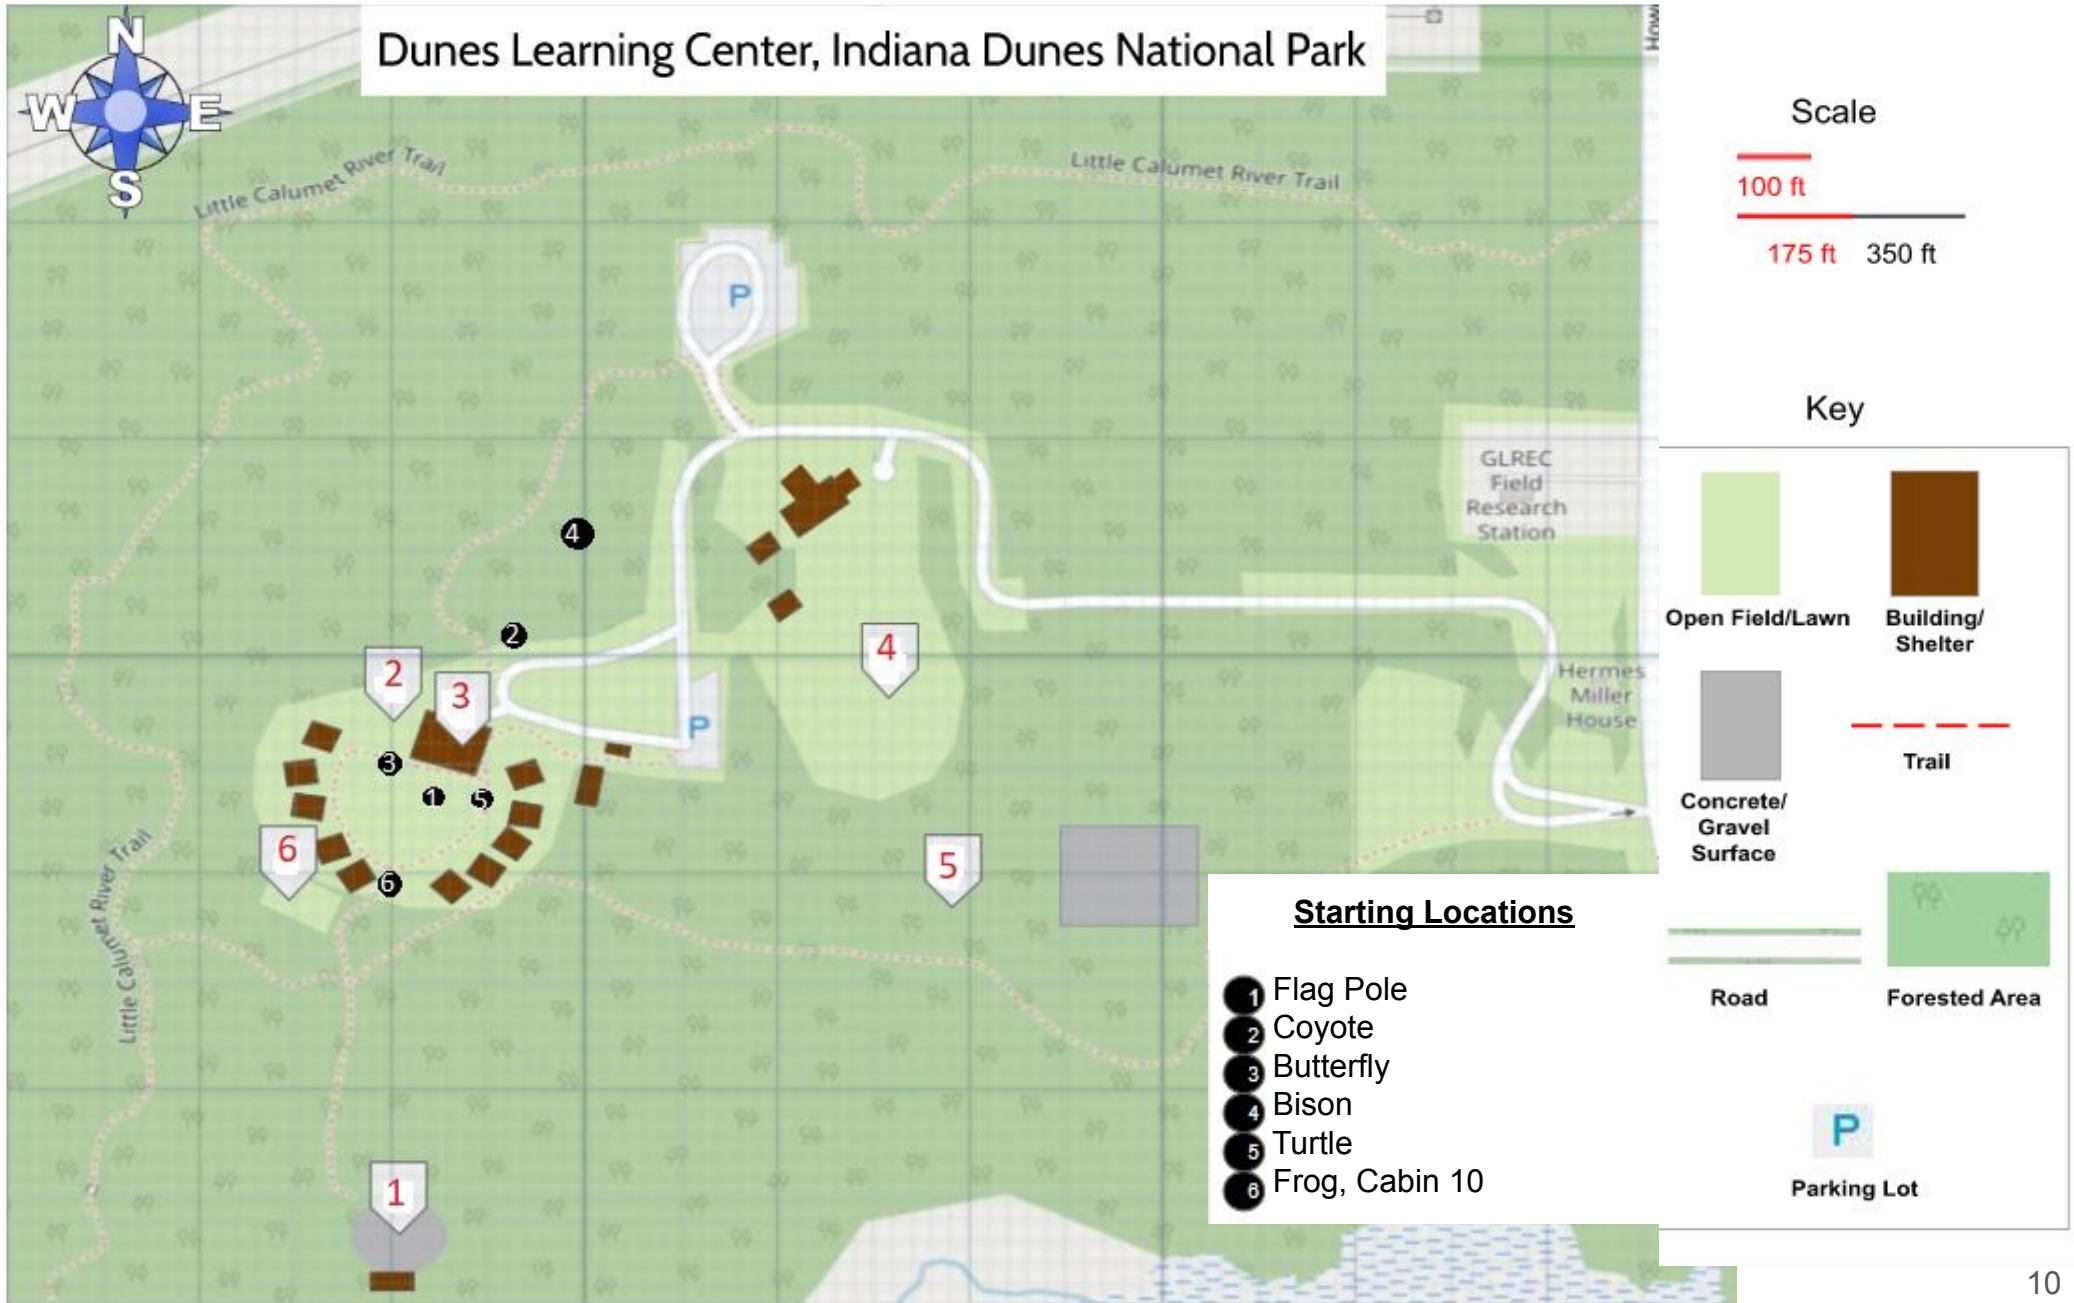 Dunes Learning Center, Indiana Dunes National Park
N
W
E
S
Little Calumet River Trail
Little Calumet River Trail
Scale
100 ft
175 ft 350 ft
P
Key
GLREC
Field
Research
Station
4
Open Field/Lawn
Building/
Shelter
2
2
3
4
Hermes
Miller
House
P
Trail
3
1
5
Concrete/
Gravel
Surface
6
5
6
Little Calumet River Trail
Starting Locations
1 Flag Pole
2 Coyote
3 Butterfly
4 Bison
5 Turtle
6 Frog, Cabin 10
Road
Forested Area
P
Parking Lot
1
10